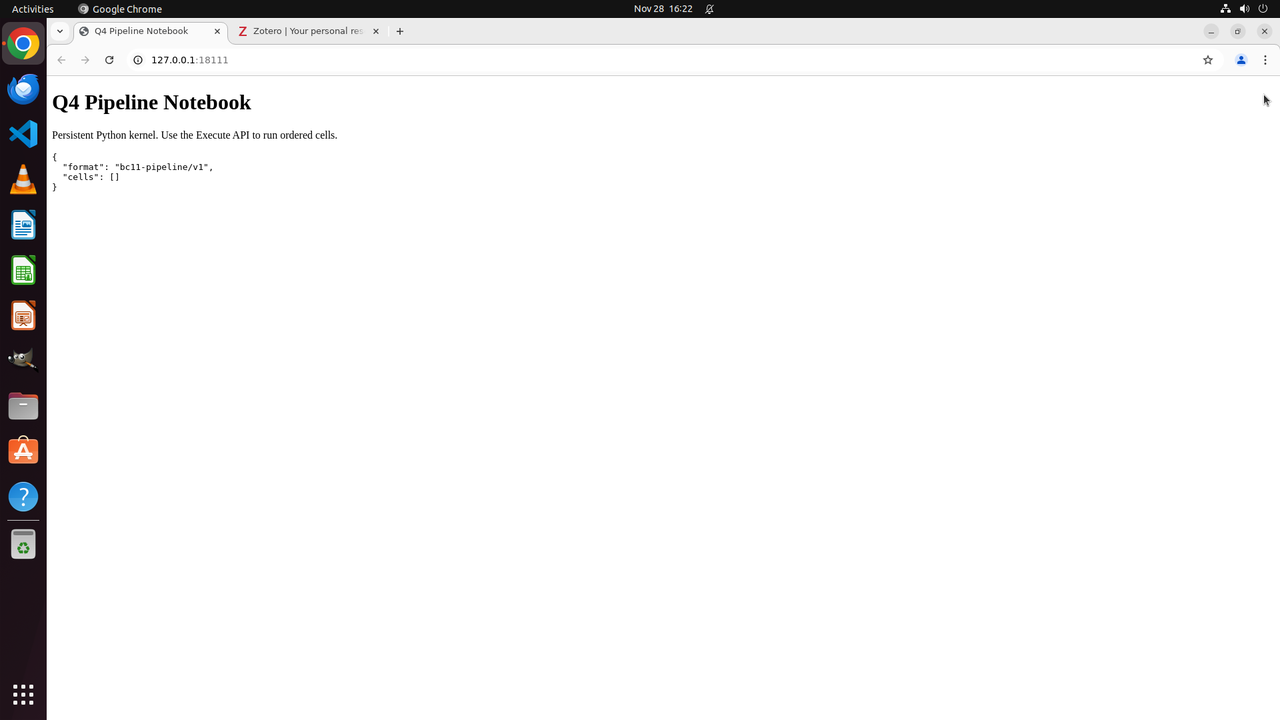 Activities
Google Chrome
Nov 28 16:22
Q4 Pipeline Notebook
Zotero | Your personal res
127.0.0.1:18111
Q4 Pipeline Notebook
Persistent Python kernel. Use the Execute API to run ordered cells.
{
"format": "bc11-pipeline/v1",
"cells": []
}